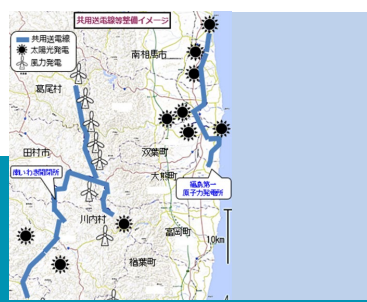 共用送電線等整備イメージ
共用送電線
太陽光発電
風力発電
南相馬市
葛尾村
田村市
双葉町
大熊町
南いわき開閉所
福島第一
原子力発電所
川内村
富岡町
10km
楢葉町